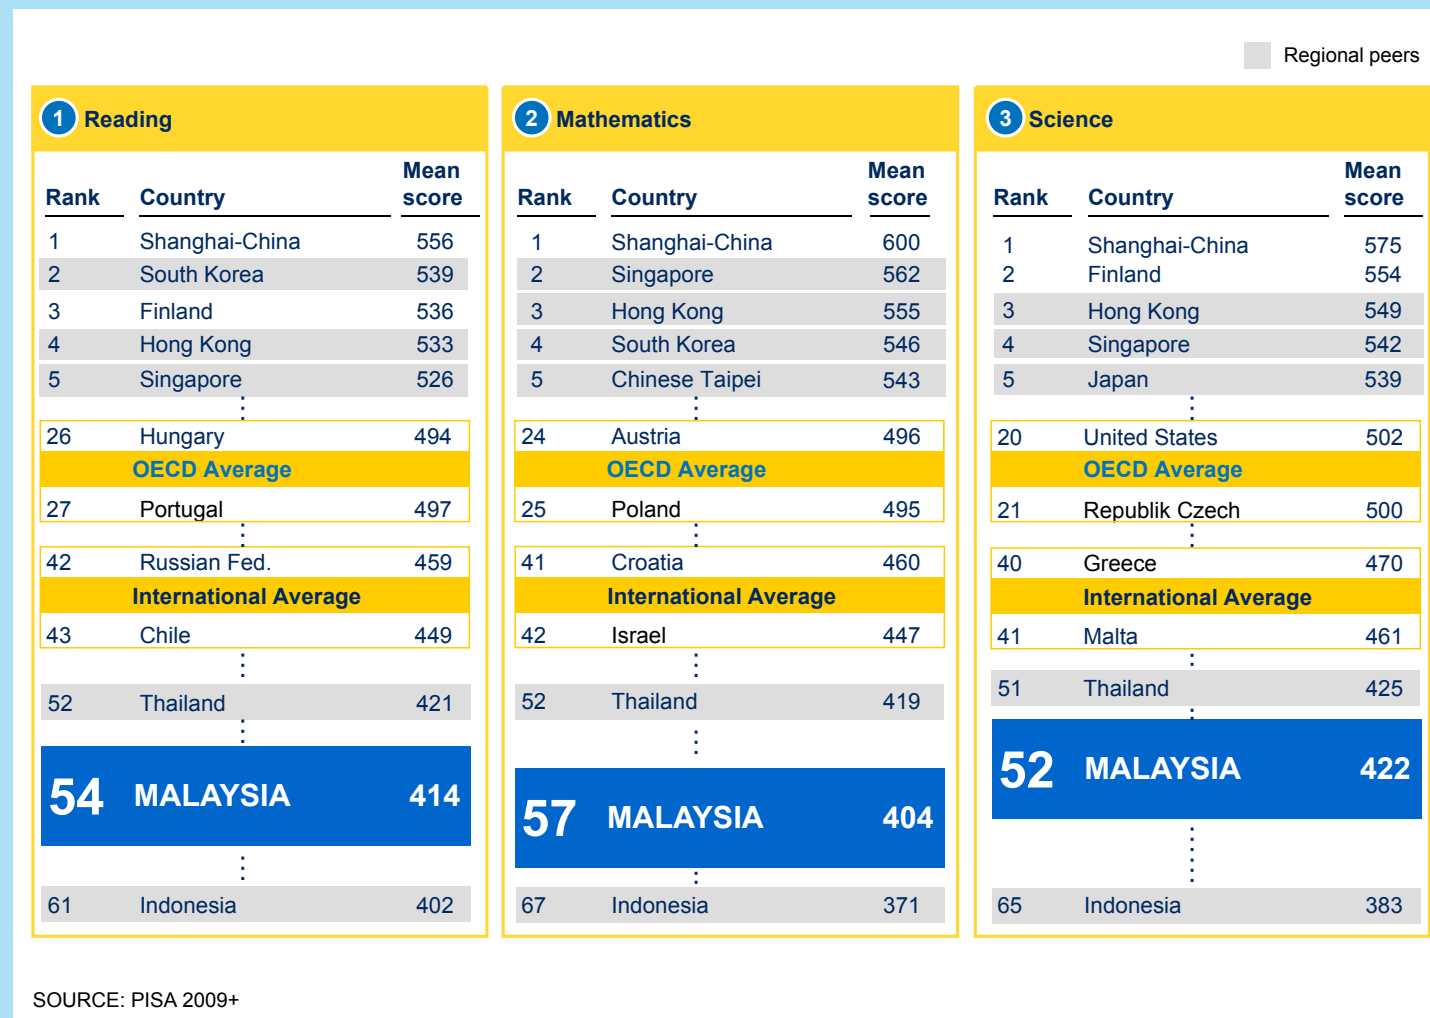 Regional peers
1 Reading
Rank Country Mean score
1 Shanghai-China 556
2 South Korea 539
3 Finland 536
4 Hong Kong 533
5 Singapore 526
26 Hungary 494
OECD Average
27 Portugal 497
42 Russian Fed. 459
International Average
43 Chile 449
52 Thailand 421
54 MALAYSIA 414
61 Indonesia 402
2 Mathematics
Rank Country Mean score
1 Shanghai-China 600
2 Singapore 562
3 Hong Kong 555
4 South Korea 546
5 Chinese Taipei 543
24 Austria 496
OECD Average
25 Poland 495
41 Croatia 460
International Average
42 Israel 447
52 Thailand 419
57 MALAYSIA 404
67 Indonesia 371
3 Science
Rank Country Mean score
1 Shanghai-China 575
2 Finland 554
3 Hong Kong 549
4 Singapore 542
5 Japan 539
20 United States 502
OECD Average
21 Republik Czech 500
40 Greece 470
International Average
41 Malta 461
51 Thailand 425
52 MALAYSIA 422
65 Indonesia 383
SOURCE: PISA 2009+